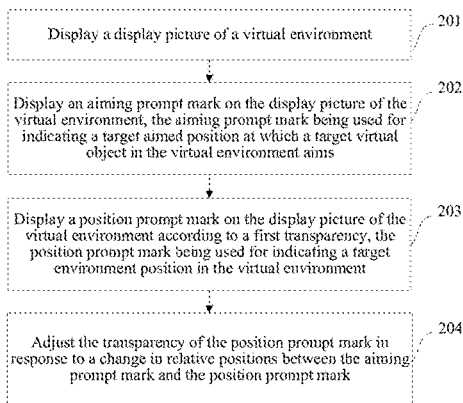 Display a display picture of a virtual environment
201
Display an aiming prompt mark on the display picture of the
virtual environment, the aiming prompt mark being used for
indicating a target aimed position at which a target virtual
object in the virtual environment aims
202
Display a position prompt mark on the display picture of the
virtual environment according to a first transparency, the
position prompt mark being used for indicating a target
environment position in the virtual environment
203
Adjust the transparency of the position prompt mark in
response to a change in relative positions between the aiming
prompt mark and the position prompt mark
204